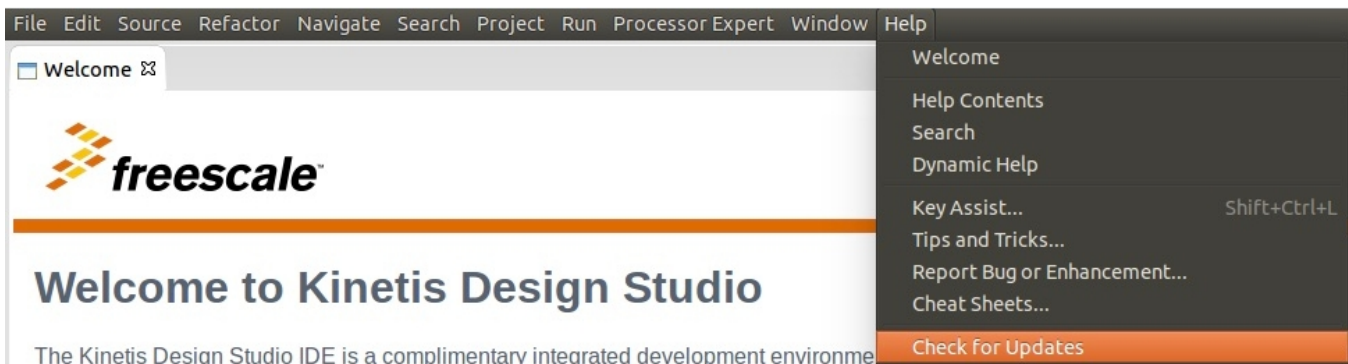 File Edit Source Refactor Navigate Search Project Run Processor Expert Window Help
Welcome
freescale™
Welcome to Kinetis Design Studio
The Kinetis Design Studio IDE is a complimentary integrated development environme
Welcome
Help Contents
Search
Dynamic Help
Key Assist... Shift+Ctrl+L
Tips and Tricks...
Report Bug or Enhancement...
Cheat Sheets...
Check for Updates